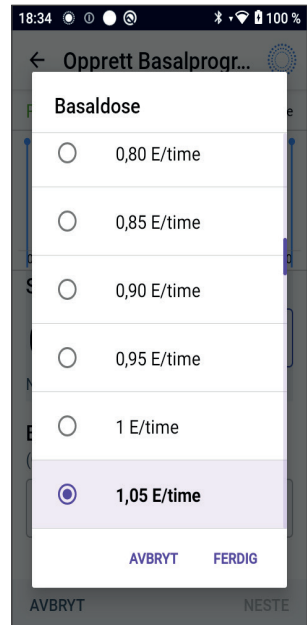 18:34 100 %
Opprett Basalprogr...
Basaldose
0,80 E/time
0,85 E/time
0,90 E/time
0,95 E/time
1 E/time
1,05 E/time
AVBRYT FERDIG
AVBRYT NESTE